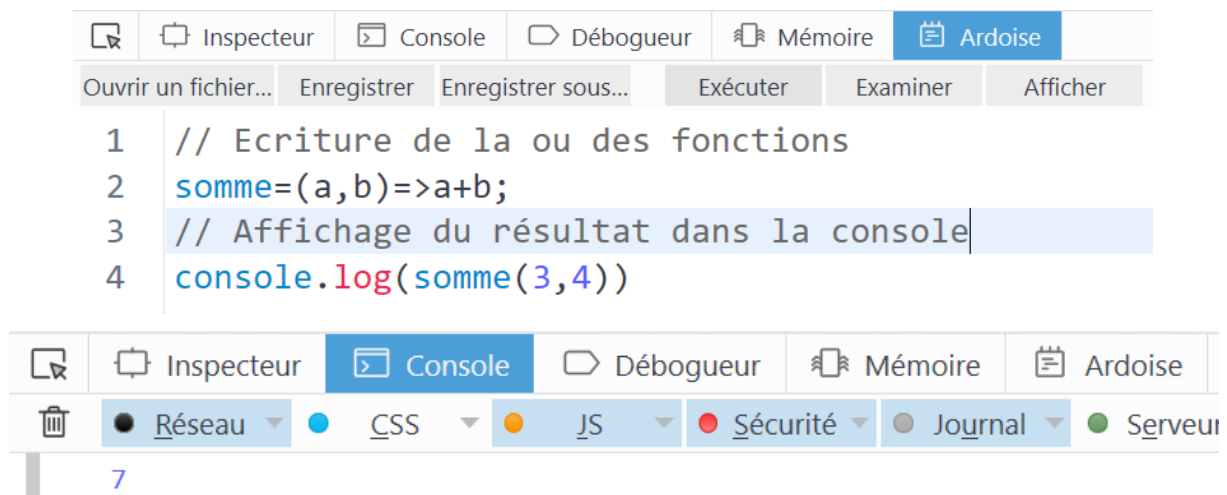 Inspecteur Console Débogueur Mémoire Ardoise
Ouvrir un fichier... Enregistrer Enregistrer sous... Exécuter Examiner Afficher
1 // Ecriture de la ou des fonctions
2 somme=(a,b)=>a+b;
3 // Affichage du résultat dans la console
4 console.log(somme(3,4))
Inspecteur Console Débogueur Mémoire Ardoise
Réseau CSS JS Sécurité Journal Serveur
7